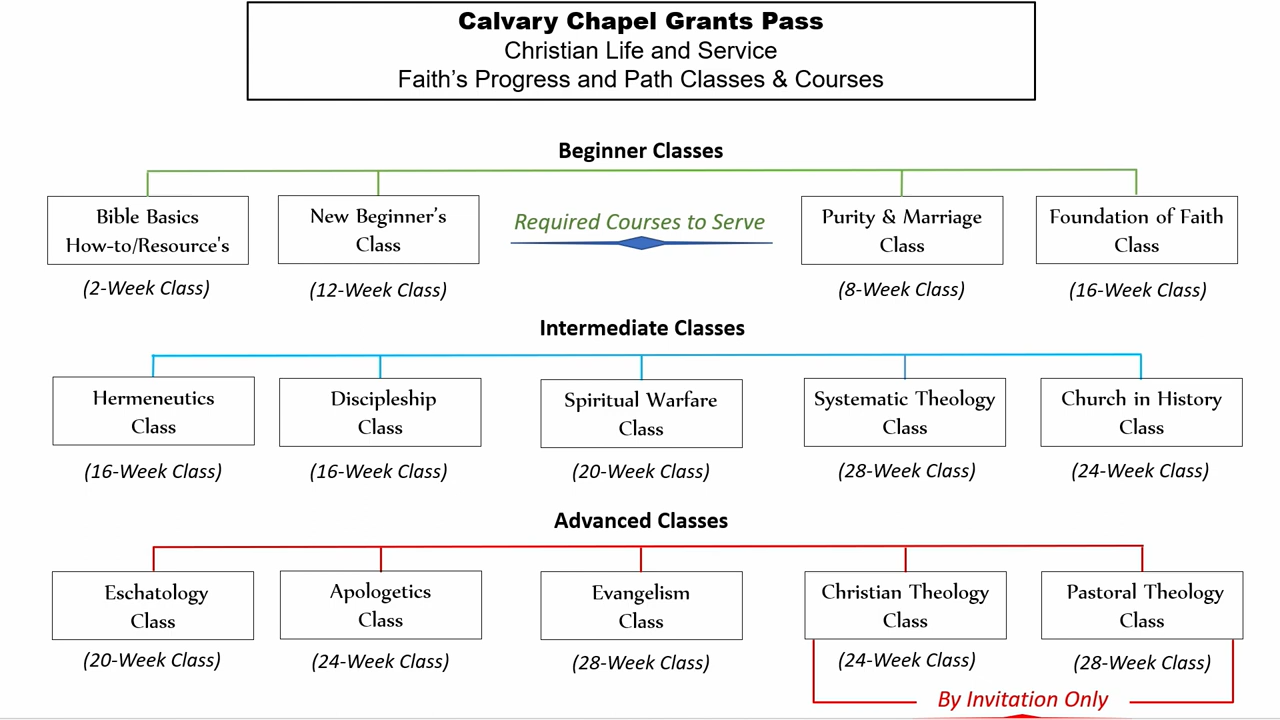 Calvary Chapel Grants Pass
Christian Life and Service
Faith's Progress and Path Classes & Courses
Beginner Classes
Bible Basics
How-to/Resource's
(2-Week Class)
New Beginner's
Class
(12-Week Class)
Required Courses to Serve
Purity & Marriage
Class
(8-Week Class)
Foundation of Faith
Class
(16-Week Class)
Intermediate Classes
Hermeneutics
Class
(16-Week Class)
Discipleship
Class
(16-Week Class)
Spiritual Warfare
Class
(20-Week Class)
Systematic Theology
Class
(28-Week Class)
Church in History
Class
(24-Week Class)
Advanced Classes
Eschatology
Class
(20-Week Class)
Apologetics
Class
(24-Week Class)
Evangelism
Class
(28-Week Class)
Christian Theology
Class
(24-Week Class)
Pastoral Theology
Class
(28-Week Class)
By Invitation Only